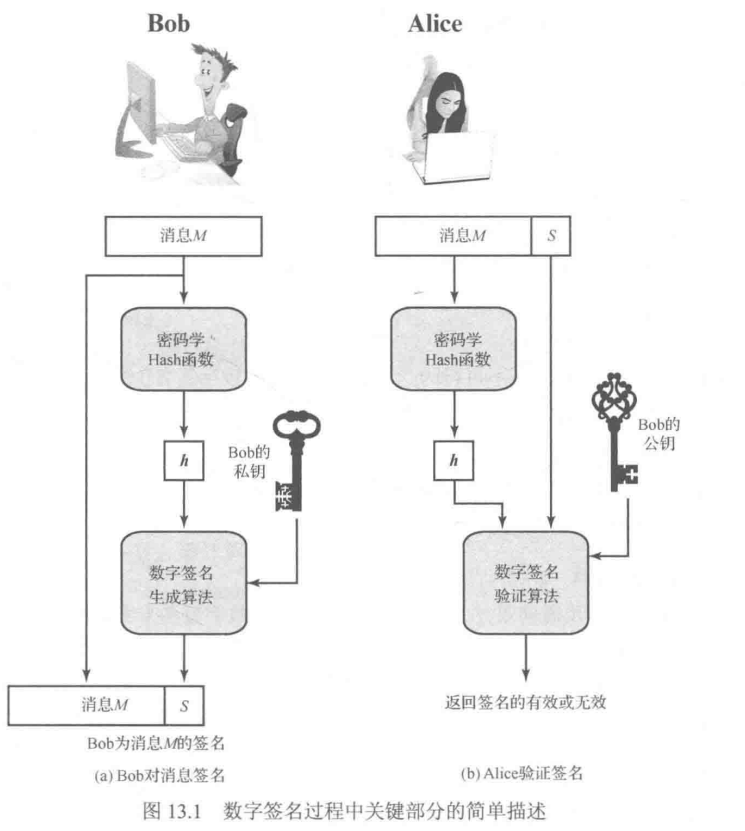 Bob
Alice
消息M
消息M
S
密码学
Hash函数
密码学
Hash函数
h
Bob的
私钥
h
Bob的
公钥
数字签名
生成算法
数字签名
验证算法
消息M
S
返回签名的有效或无效
Bob为消息M的签名
(a) Bob对消息签名
(b) Alice验证签名
图 13.1 数字签名过程中关键部分的简单描述